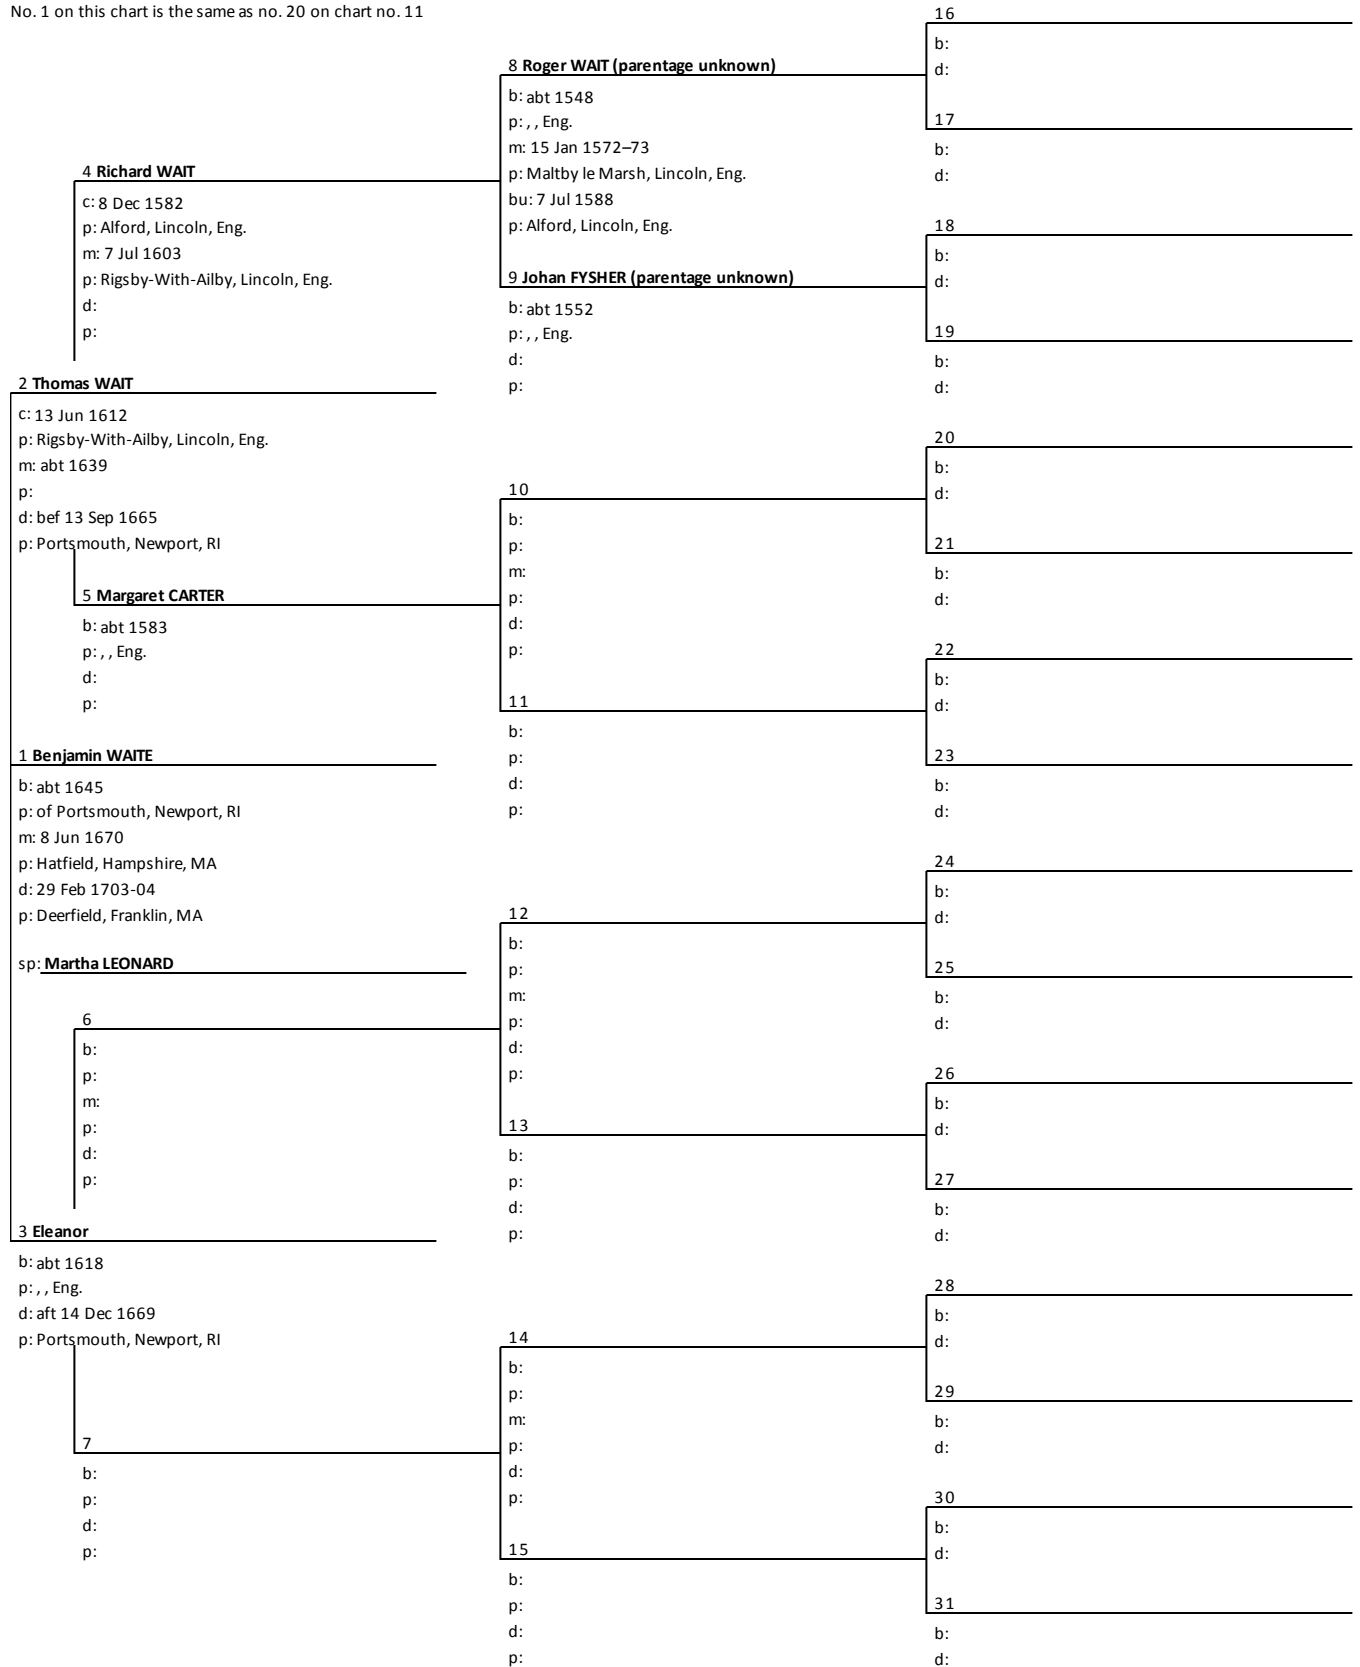 No. 1 on this chart is the same as no. 20 on chart no. 11
16
b:
d:
8 Roger WAIT (parentage unknown)
b: abt 1548
p: , , Eng.
m: 15 Jan 1572–73
p: Maltby le Marsh, Lincoln, Eng.
bu: 7 Jul 1588
p: Alford, Lincoln, Eng.
17
b:
d:
4 Richard WAIT
c: 8 Dec 1582
p: Alford, Lincoln, Eng.
m: 7 Jul 1603
p: Rigsby-With-Ailby, Lincoln, Eng.
d:
p:
18
b:
d:
9 Johan FYSHER (parentage unknown)
b: abt 1552
p: , , Eng.
d:
p:
19
b:
d:
2 Thomas WAIT
c: 13 Jun 1612
p: Rigsby-With-Ailby, Lincoln, Eng.
m: abt 1639
p:
d: bef 13 Sep 1665
p: Portsmouth, Newport, RI
20
b:
d:
10
b:
p:
m:
p:
d:
p:
21
b:
d:
5 Margaret CARTER
b: abt 1583
p: , , Eng.
d:
p:
22
b:
d:
11
b:
p:
d:
p:
23
b:
d:
1 Benjamin WAITE
b: abt 1645
p: of Portsmouth, Newport, RI
m: 8 Jun 1670
p: Hatfield, Hampshire, MA
d: 29 Feb 1703-04
p: Deerfield, Franklin, MA
sp: Martha LEONARD
24
b:
d:
12
b:
p:
m:
p:
d:
p:
25
b:
d:
6
b:
p:
m:
p:
d:
p:
26
b:
d:
13
b:
p:
d:
p:
27
b:
d:
3 Eleanor
b: abt 1618
p: , , Eng.
d: aft 14 Dec 1669
p: Portsmouth, Newport, RI
28
b:
d:
14
b:
p:
m:
p:
d:
p:
29
b:
d:
7
b:
p:
d:
p:
30
b:
d:
15
b:
p:
d:
p:
31
b:
d: